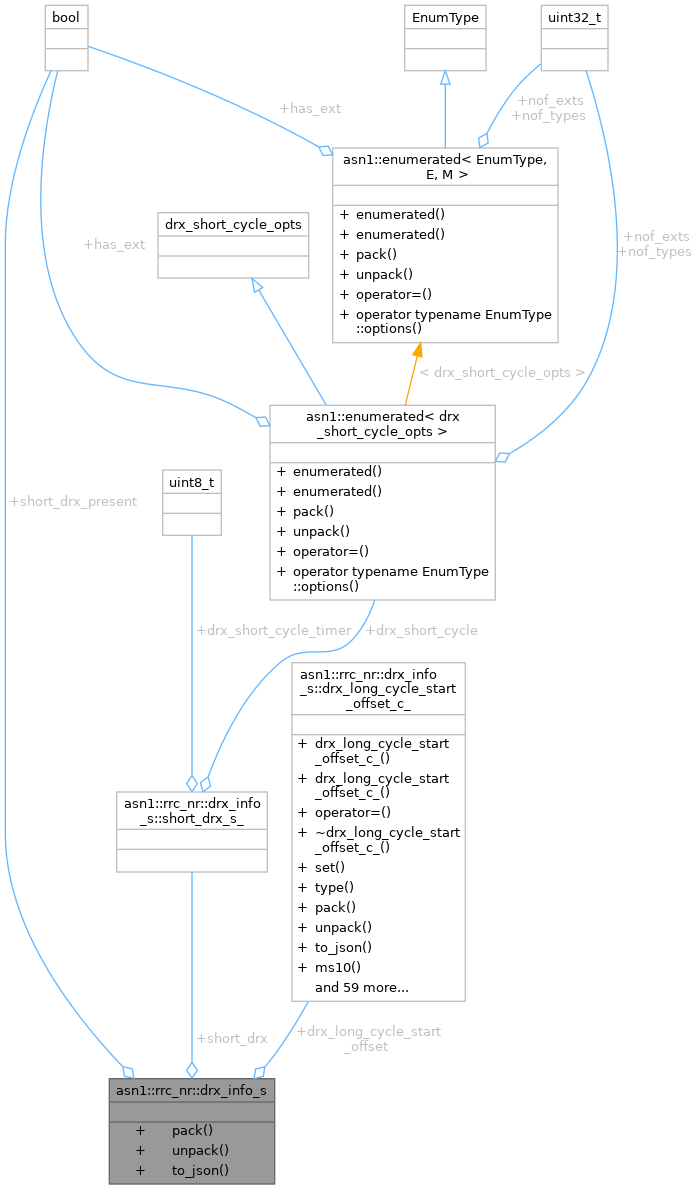 bool
EnumType
uint32_t
+has_ext
+nof_exts
+nof_types
asn1::enumerated< EnumType,
E, M >
+ enumerated()
+ enumerated()
+ pack()
+ unpack()
+ operator=()
+ operator typename EnumType
::options()
drx_short_cycle_opts
+has_ext
+nof_exts
+nof_types
< drx_short_cycle_opts >
asn1::enumerated< drx
_short_cycle_opts >
+ enumerated()
+ enumerated()
+ pack()
+ unpack()
+ operator=()
+ operator typename EnumType
::options()
uint8_t
+short_drx_present
+drx_short_cycle_timer
+drx_short_cycle
asn1::rrc_nr::drx_info
_s::drx_long_cycle_start
_offset_c_
+ drx_long_cycle_start
_offset_c_()
+ drx_long_cycle_start
_offset_c_()
+ operator=()
+ ~drx_long_cycle_start
_offset_c_()
+ set()
+ type()
+ pack()
+ unpack()
+ to_json()
+ ms10()
and 59 more...
asn1::rrc_nr::drx_info
_s::short_drx_s_
+short_drx
+drx_long_cycle_start
_offset
asn1::rrc_nr::drx_info_s
+ pack()
+ unpack()
+ to_json()